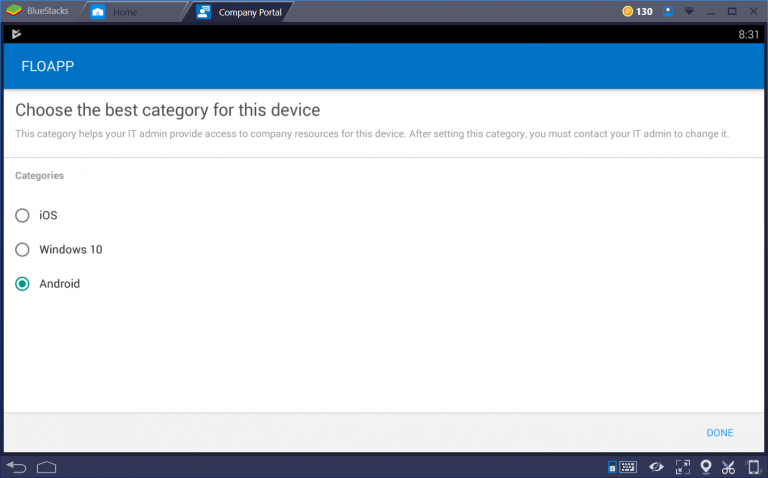 BlueStacks Home Company Portal 130
8:31
FLOAPP
Choose the best category for this device
This category helps your IT admin provide access to company resources for this device. After setting this category, you must contact your IT admin to change it.
Categories
iOS
Windows 10
Android
DONE